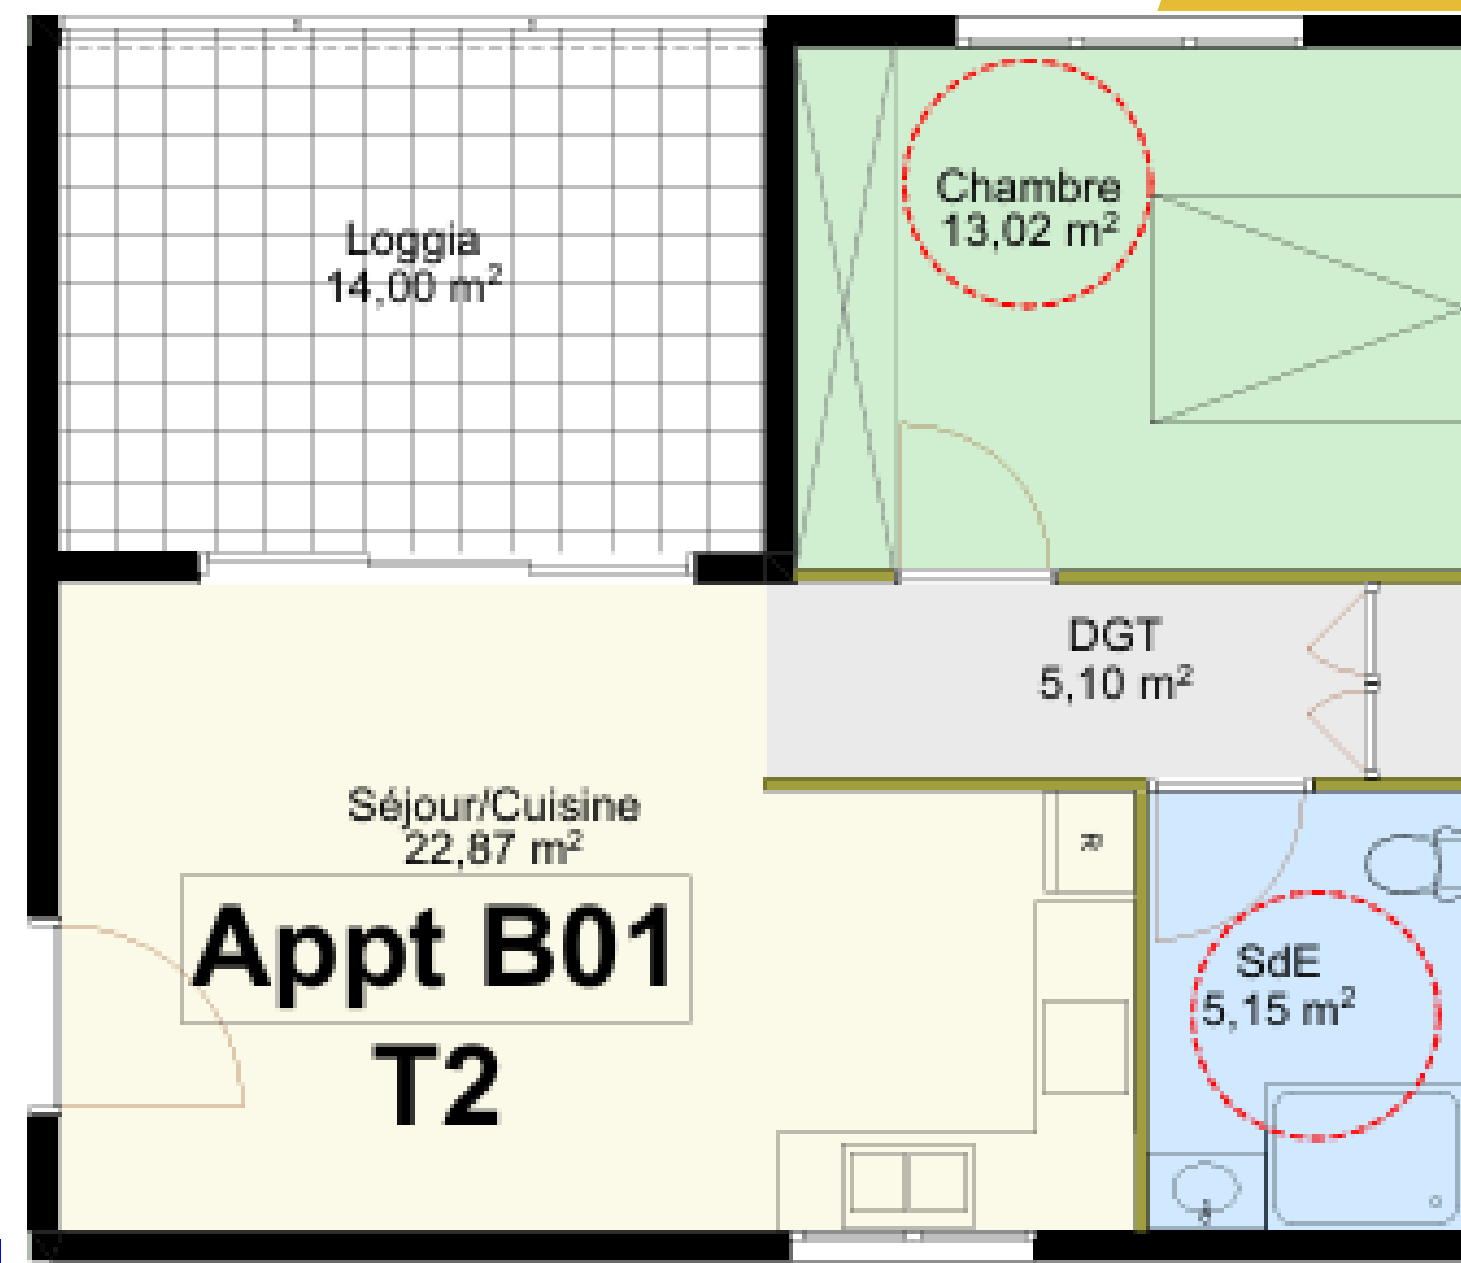 Loggia
14,00 m²
Chambre
13,02 m²
DGT
5,10 m²
Séjour/Cuisine
22,87 m²
R
Appt B01
T2
SdE
5,15 m²